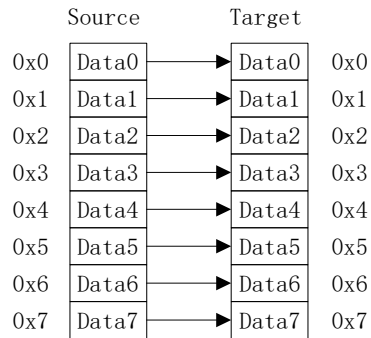 Source Target
0x0 Data0 Data0 0x0
0x1 Data1 Data1 0x1
0x2 Data2 Data2 0x2
0x3 Data3 Data3 0x3
0x4 Data4 Data4 0x4
0x5 Data5 Data5 0x5
0x6 Data6 Data6 0x6
0x7 Data7 Data7 0x7